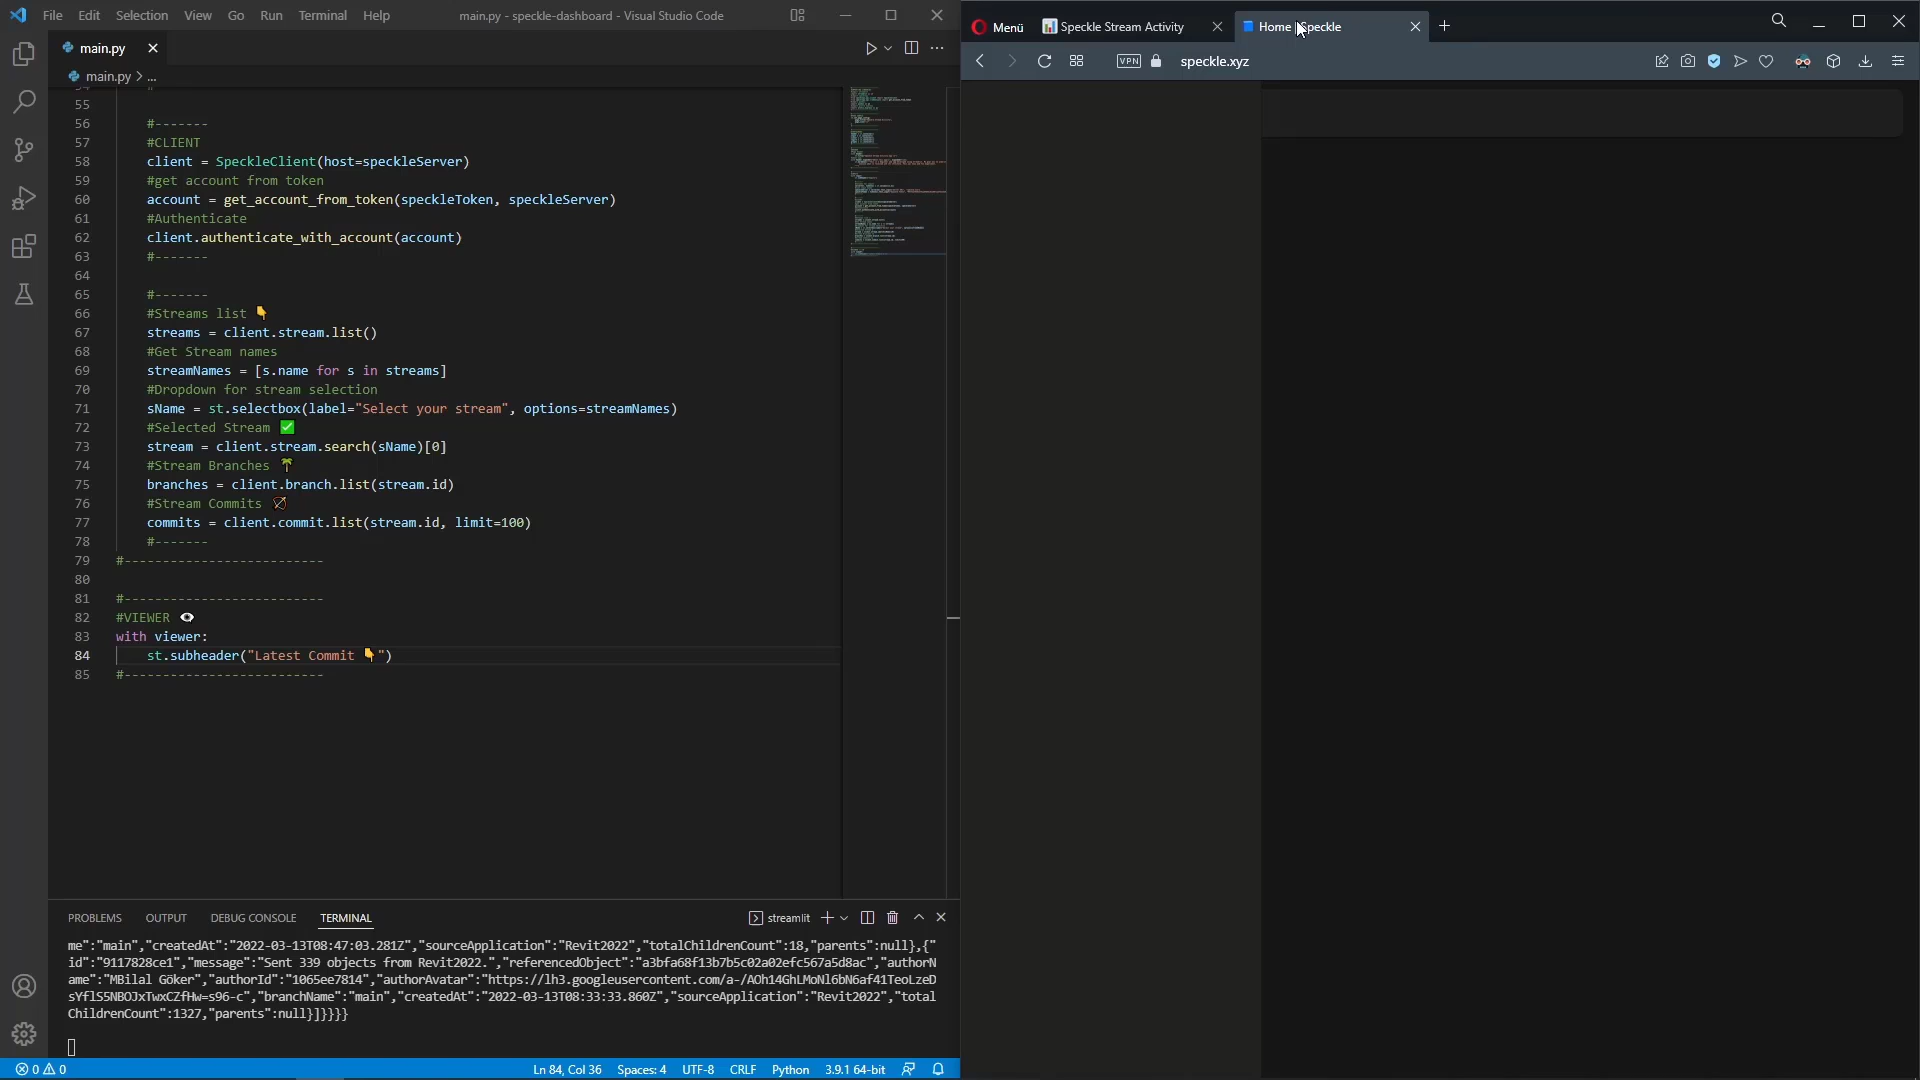 File Edit Selection View Go Run Terminal Help
main.py - speckle-dashboard - Visual Studio Code
main.py
main.py > ...
54 #
55
56 #-------
57 #CLIENT
58 client = SpeckleClient(host=speckleServer)
59 #get account from token
60 account = get_account_from_token(speckleToken, speckleServer)
61 #Authenticate
62 client.authenticate_with_account(account)
63 #-------
64
65 #-------
66 #Streams list 👇
67 streams = client.stream.list()
68 #Get Stream names
69 streamNames = [s.name for s in streams]
70 #Dropdown for stream selection
71 sName = st.selectbox(label="Select your stream", options=streamNames)
72 #Selected Stream ✅
73 stream = client.stream.search(sName)[0]
74 #Stream Branches 🌴
75 branches = client.branch.list(stream.id)
76 #Stream Commits 🏹
77 commits = client.commit.list(stream.id, limit=100)
78 #-------
79 #--------------------------
80
81 #--------------------------
82 #VIEWER 👁
83 with viewer:
84 st.subheader("Latest Commit 👇")
85 #--------------------------
PROBLEMS OUTPUT DEBUG CONSOLE TERMINAL
streamlit
me":"main","createdAt":"2022-03-13T08:47:03.281Z","sourceApplication":"Revit2022","totalChildrenCount":18,"parents":null},{"
id":"9117828ce1","message":"Sent 339 objects from Revit2022.","referencedObject":"a3bfa68f13b7b5c02a02efc567a5d8ac","authorN
ame":"MBilal Göker","authorId":"1065ee7814","authorAvatar":"https://lh3.googleusercontent.com/a-/AOh14GhLMoNl6bN6af41TeoLzeD
sYflS5NBOJxTwxCZfHw=s96-c","branchName":"main","createdAt":"2022-03-13T08:33:33.860Z","sourceApplication":"Revit2022","total
ChildrenCount":1327,"parents":null}]}}}}
0 0
Ln 84, Col 36 Spaces: 4 UTF-8 CRLF Python 3.9.1 64-bit
Menü
Speckle Stream Activity
Home Speckle
VPN
speckle.xyz